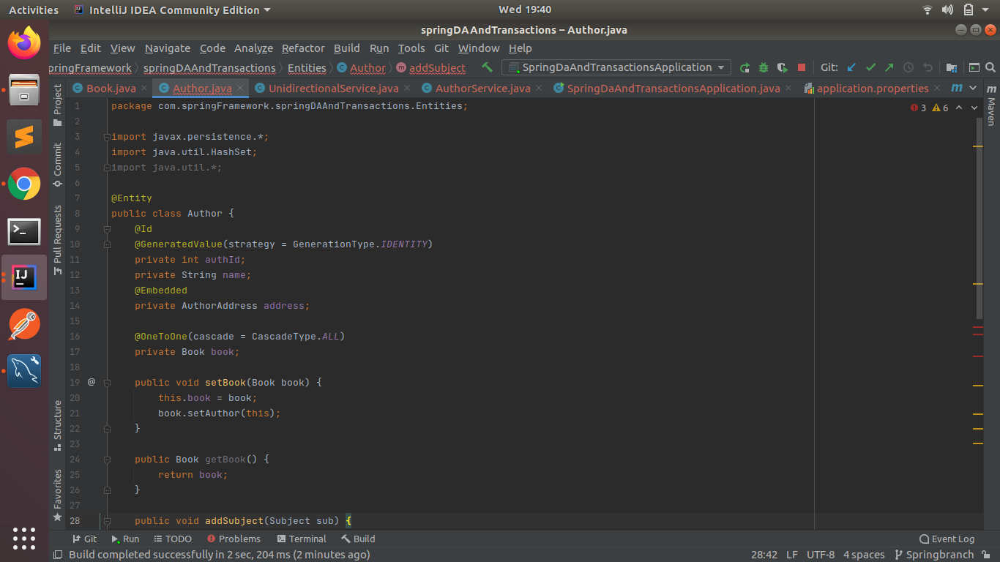 Activities IntelliJ IDEA Community Edition Wed 19:40
springDAAndTransactions – Author.java
File Edit View Navigate Code Analyze Refactor Build Run Tools Git Window Help
pringFramework springDAAndTransactions Entities Author addSubject SpringDaAndTransactionsApplication Git:
Book.java Author.java UnidirectionalService.java AuthorService.java SpringDaAndTransactionsApplication.java application.properties
Project
Commit
Pull Requests
Structure
Favorites
Maven
3 6
1 package com.springFramework.springDAAndTransactions.Entities;
2
3 import javax.persistence.*;
4 import java.util.HashSet;
5 import java.util.*;
6
7 @Entity
8 public class Author {
9 @Id
10 @GeneratedValue(strategy = GenerationType.IDENTITY)
11 private int authId;
12 private String name;
13 @Embedded
14 private AuthorAddress address;
15
16 @OneToOne(cascade = CascadeType.ALL)
17 private Book book;
18
19 @ public void setBook(Book book) {
20 this.book = book;
21 book.setAuthor(this);
22 }
23
24 public Book getBook() {
25 return book;
26 }
27
28 public void addSubject(Subject sub) {
Git Run TODO Problems Terminal Build Event Log
Build completed successfully in 2 sec, 204 ms (2 minutes ago) 28:42 LF UTF-8 4 spaces Springbranch